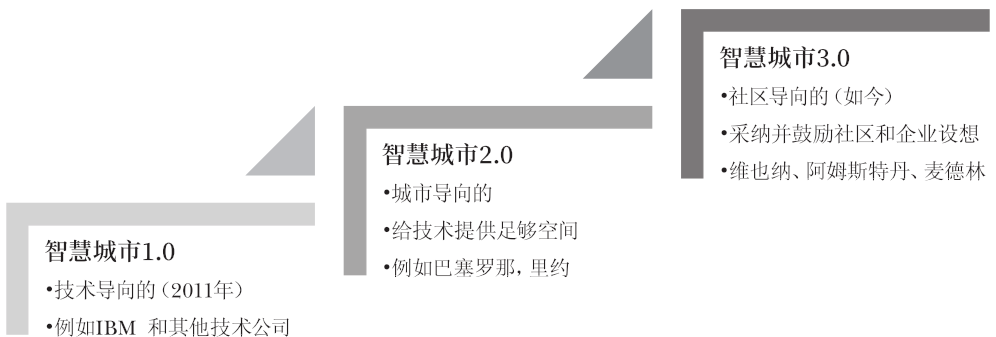 智慧城市1.0
•技术导向的（2011年）
•例如IBM 和其他技术公司
智慧城市2.0
•城市导向的
•给技术提供足够空间
•例如巴塞罗那，里约
智慧城市3.0
•社区导向的（如今）
•采纳并鼓励社区和企业设想
•维也纳、阿姆斯特丹、麦德林